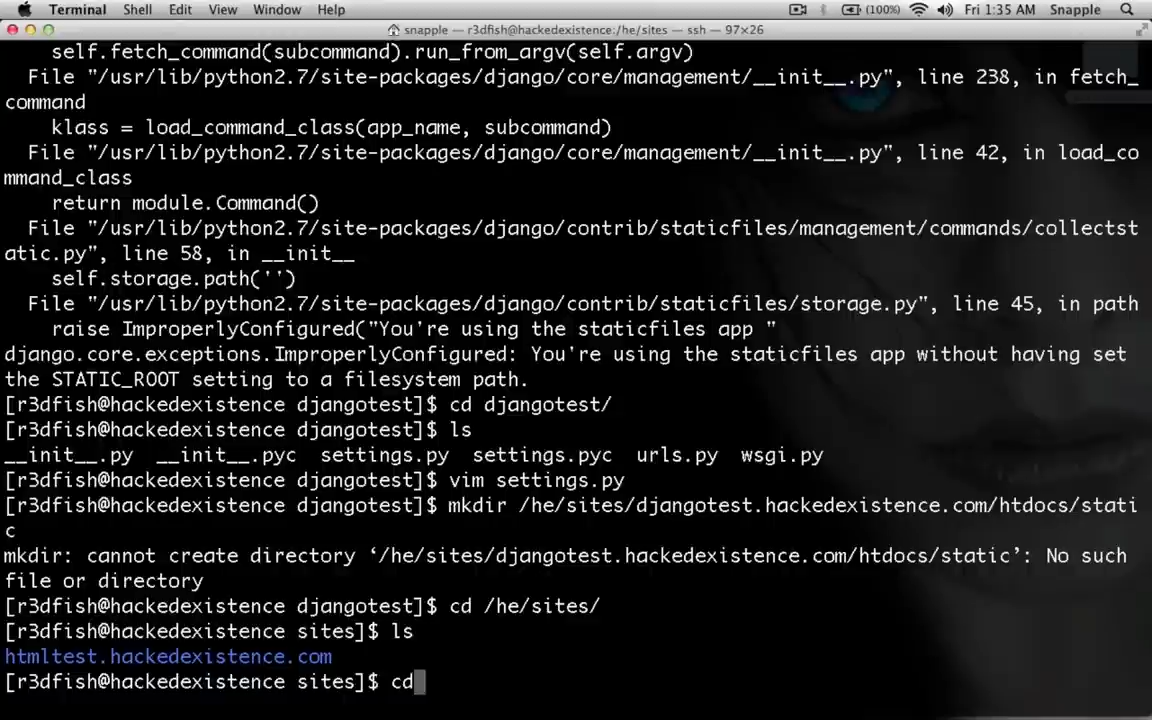 Terminal Shell Edit View Window Help (100%) Fri 1:35 AM Snapple
snapple — r3dfish@hackedexistence:/he/sites — ssh — 97×26
self.fetch_command(subcommand).run_from_argv(self.argv)
File "/usr/lib/python2.7/site-packages/django/core/management/__init__.py", line 238, in fetch_
command
klass = load_command_class(app_name, subcommand)
File "/usr/lib/python2.7/site-packages/django/core/management/__init__.py", line 42, in load_co
mmand_class
return module.Command()
File "/usr/lib/python2.7/site-packages/django/contrib/staticfiles/management/commands/collectst
atic.py", line 58, in __init__
self.storage.path('')
File "/usr/lib/python2.7/site-packages/django/contrib/staticfiles/storage.py", line 45, in path
raise ImproperlyConfigured("You're using the staticfiles app "
django.core.exceptions.ImproperlyConfigured: You're using the staticfiles app without having set
the STATIC_ROOT setting to a filesystem path.
[r3dfish@hackedexistence djangotest]$ cd djangotest/
[r3dfish@hackedexistence djangotest]$ ls
__init__.py __init__.pyc settings.py settings.pyc urls.py wsgi.py
[r3dfish@hackedexistence djangotest]$ vim settings.py
[r3dfish@hackedexistence djangotest]$ mkdir /he/sites/djangotest.hackedexistence.com/htdocs/stati
c
mkdir: cannot create directory ‘/he/sites/djangotest.hackedexistence.com/htdocs/static’: No such
file or directory
[r3dfish@hackedexistence djangotest]$ cd /he/sites/
[r3dfish@hackedexistence sites]$ ls
htmltest.hackedexistence.com
[r3dfish@hackedexistence sites]$ cd